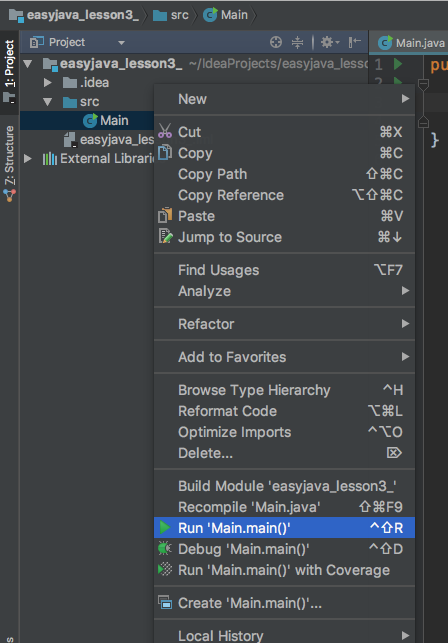 easyjava_lesson3_ src Main
1: Project
Z: Structure
Project
Main.java
easyjava_lesson3_ ~/IdeaProjects/easyjava_lesso
.idea
src
Main
easyjava_les
External Librarie
1 pu
2
}
New
Cut ⌘X
Copy ⌘C
Copy Path ⇧⌘C
Copy Reference ⌥⇧⌘C
Paste ⌘V
Jump to Source ⌘↓
Find Usages ⌥F7
Analyze
Refactor
Add to Favorites
Browse Type Hierarchy ^H
Reformat Code ⌥⌘L
Optimize Imports ^⌥O
Delete... ⌦
Build Module 'easyjava_lesson3_'
Recompile 'Main.java' ⇧⌘F9
Run 'Main.main()' ^⇧R
Debug 'Main.main()' ^⇧D
Run 'Main.main()' with Coverage
Create 'Main.main()'...
Local History